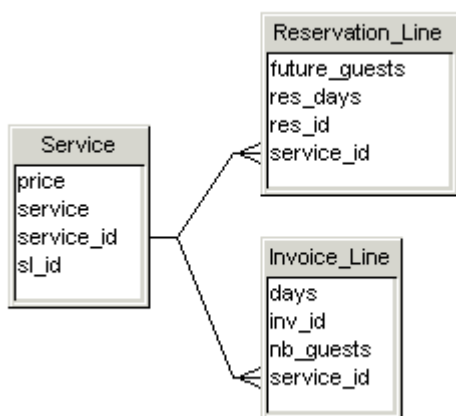 Service
price
service
service_id
sl_id
Reservation_Line
future_guests
res_days
res_id
service_id
Invoice_Line
days
inv_id
nb_guests
service_id